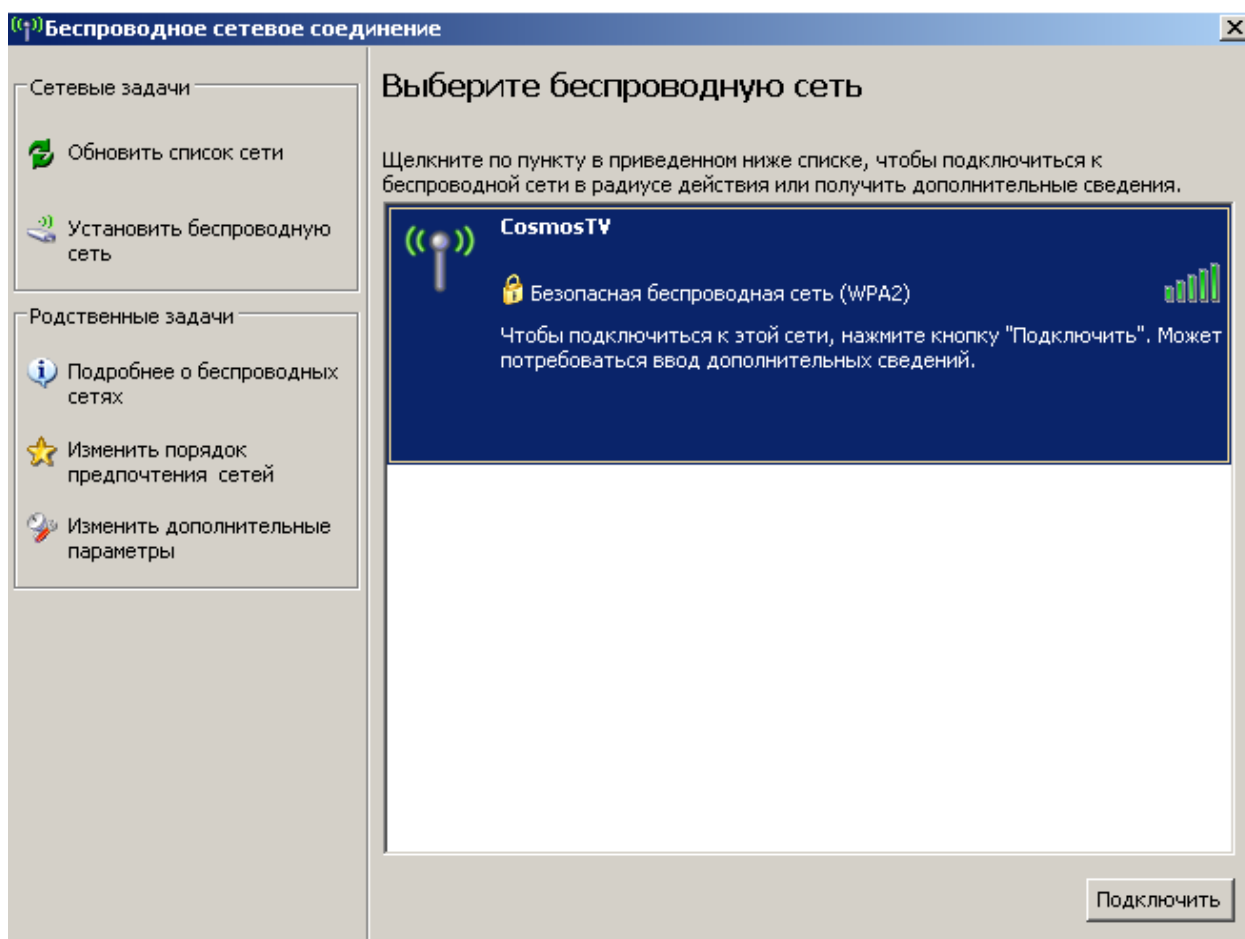 Беспроводное сетевое соединение
Сетевые задачи
Обновить список сети
Установить беспроводную
сеть
Родственные задачи
Подробнее о беспроводных
сетях
Изменить порядок
предпочтения сетей
Изменить дополнительные
параметры
Выберите беспроводную сеть
Щелкните по пункту в приведенном ниже списке, чтобы подключиться к
беспроводной сети в радиусе действия или получить дополнительные сведения.
CosmosTV
Безопасная беспроводная сеть (WPA2)
Чтобы подключиться к этой сети, нажмите кнопку "Подключить". Может
потребоваться ввод дополнительных сведений.
Подключить